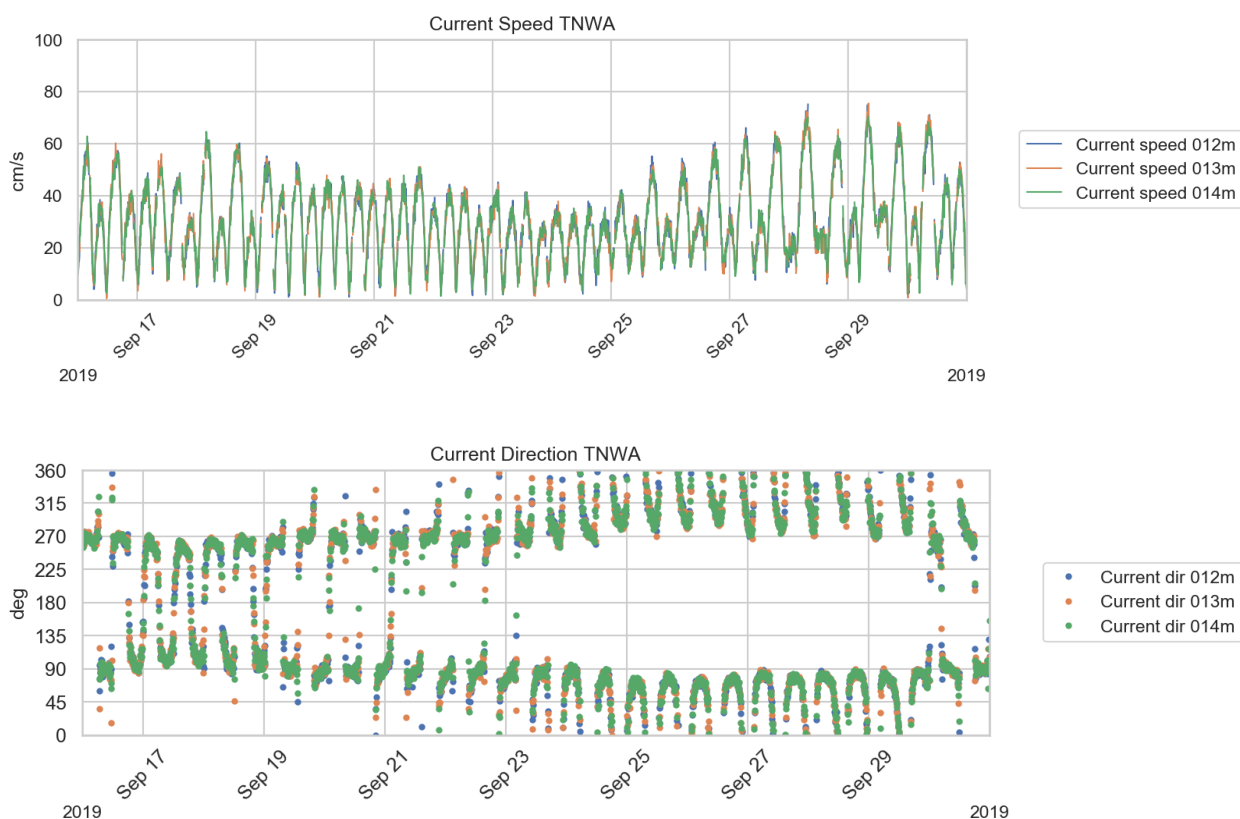 Current Speed TNWA
100
80
60
40
20
0
cm/s
Sep 17
Sep 19
Sep 21
Sep 23
Sep 25
Sep 27
Sep 29
2019
2019
Current speed 012m
Current speed 013m
Current speed 014m
Current Direction TNWA
360
315
270
225
180
135
90
45
0
deg
Sep 17
Sep 19
Sep 21
Sep 23
Sep 25
Sep 27
Sep 29
2019
2019
Current dir 012m
Current dir 013m
Current dir 014m